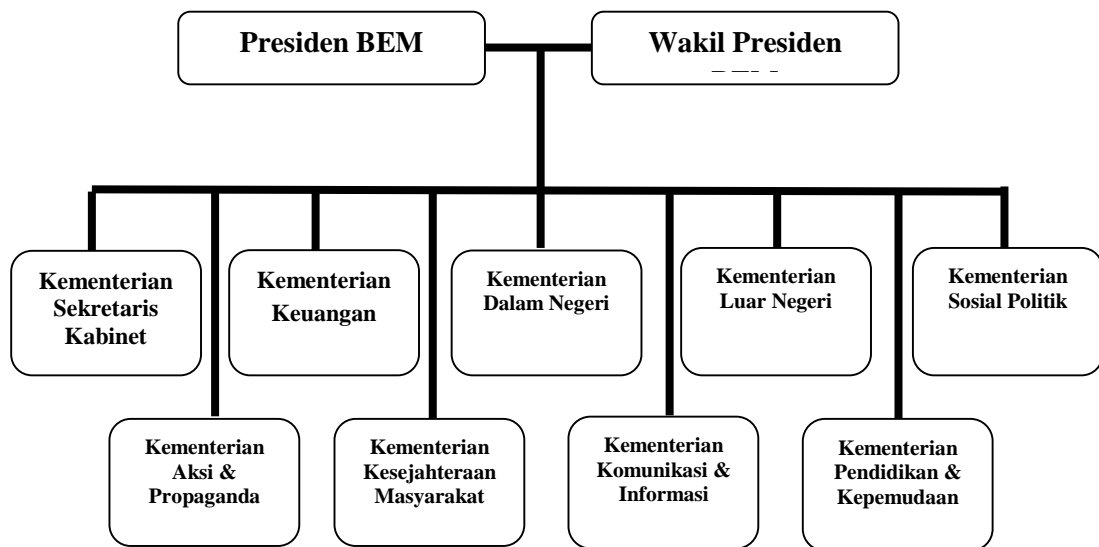 Presiden BEM
Wakil Presiden
Kementerian
Sekretaris
Kabinet
Kementerian
Keuangan
Kementerian
Dalam Negeri
Kementerian
Luar Negeri
Kementerian
Sosial Politik
Kementerian
Aksi &
Propaganda
Kementerian
Kesejahteraan
Masyarakat
Kementerian
Komunikasi &
Informasi
Kementerian
Pendidikan &
Kepemudaan